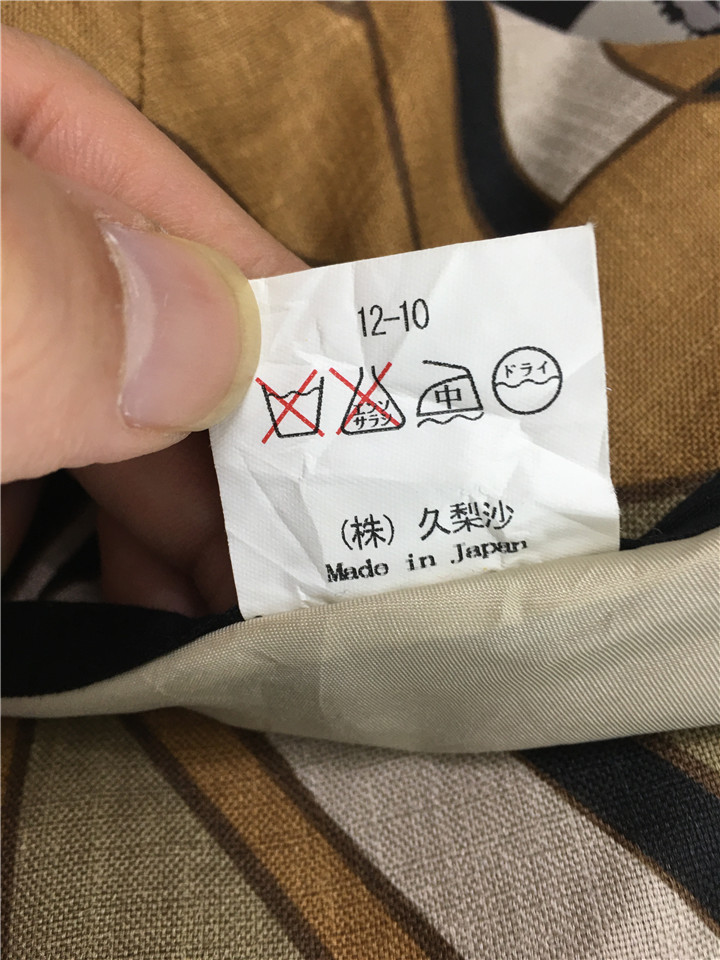 12-10
エンソ
サラシ
中
ドライ
(株) 久梨沙
Made in Japan